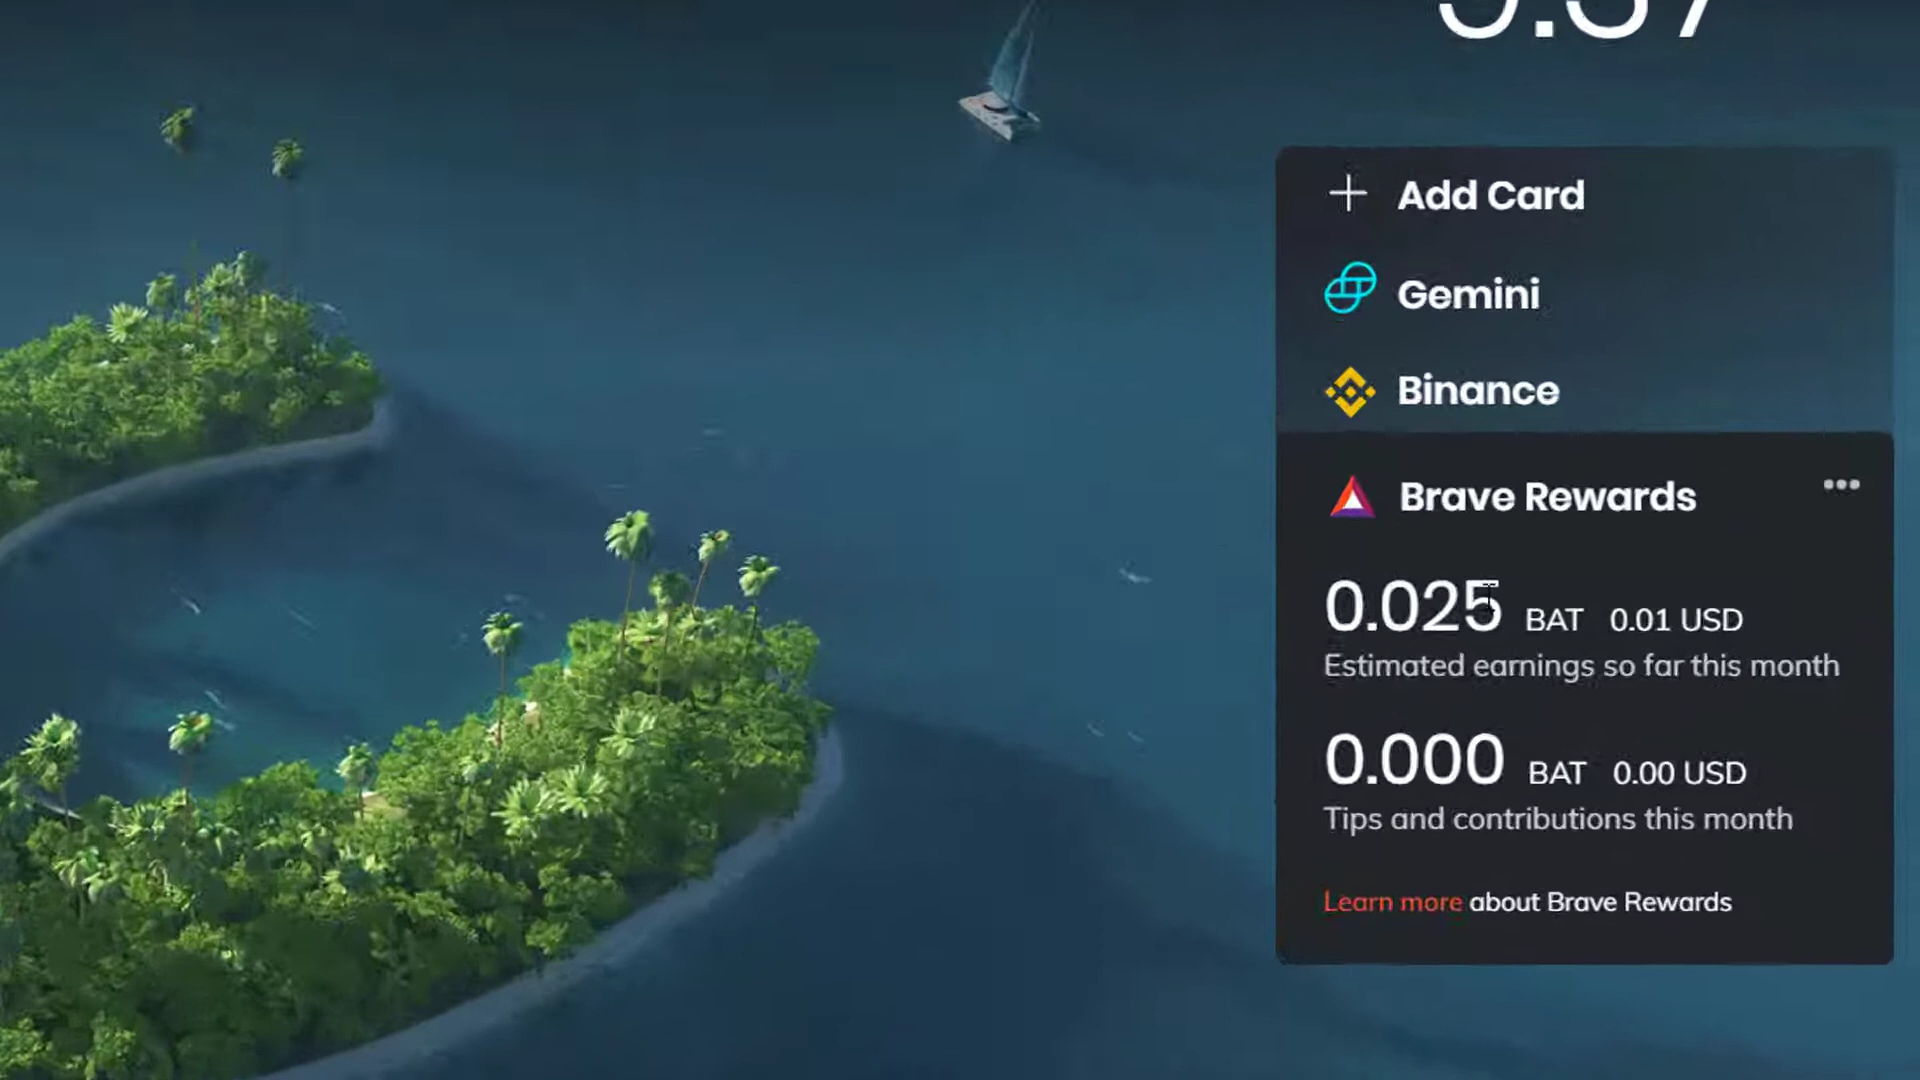 Add Card
Gemini
Binance
Brave Rewards
0.025 BAT 0.01 USD
Estimated earnings so far this month
0.000 BAT 0.00 USD
Tips and contributions this month
Learn more about Brave Rewards